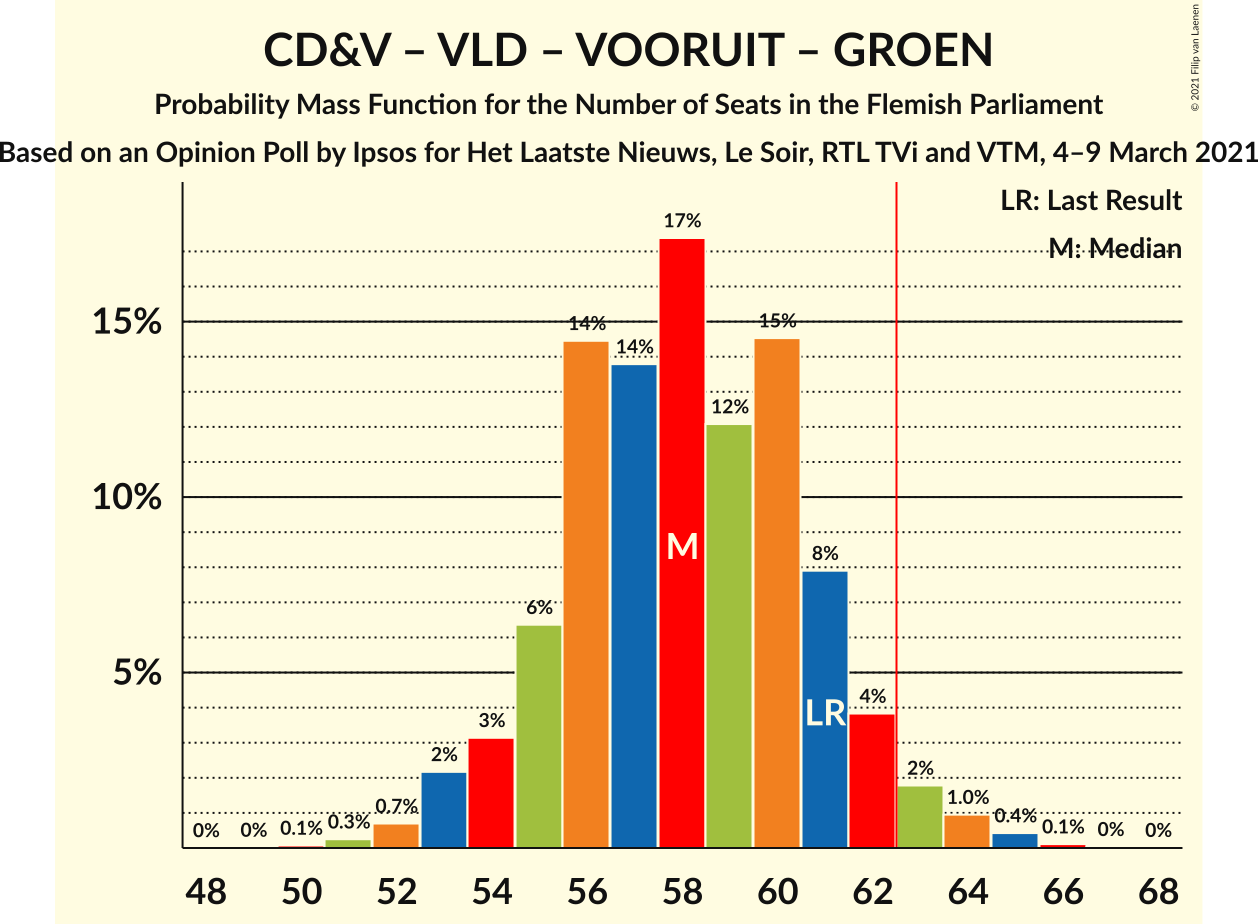 CD&V – VLD – VOORUIT – GROEN
Probability Mass Function for the Number of Seats in the Flemish Parliament
Based on an Opinion Poll by Ipsos for Het Laatste Nieuws, Le Soir, RTL TVi and VTM, 4–9 March 2021
© 2021 Filip van Laenen
LR: Last Result
M: Median
15%
10%
5%
0%
0%
0.1%
0.3%
0.7%
2%
3%
6%
14%
14%
17%
12%
15%
8%
4%
2%
1.0%
0.4%
0.1%
0%
0%
M
LR
48 50 52 54 56 58 60 62 64 66 68